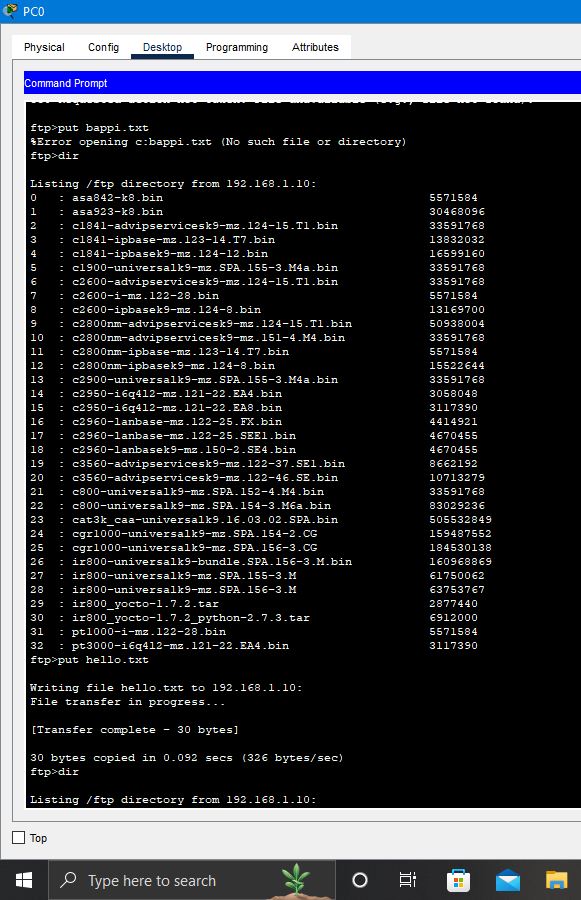 PC0
Physical Config Desktop Programming Attributes
Command Prompt
ftp>put bappi.txt
%Error opening c:bappi.txt (No such file or directory)
ftp>dir
Listing /ftp directory from 192.168.1.10:
0 : asa842-k8.bin 5571584
1 : asa923-k8.bin 30468096
2 : c1841-advipservicesk9-mz.124-15.T1.bin 33591768
3 : c1841-ipbase-mz.123-14.T7.bin 13832032
4 : c1841-ipbasek9-mz.124-12.bin 16599160
5 : c1900-universalk9-mz.SPA.155-3.M4a.bin 33591768
6 : c2600-advipservicesk9-mz.124-15.T1.bin 33591768
7 : c2600-i-mz.122-28.bin 5571584
8 : c2600-ipbasek9-mz.124-8.bin 13169700
9 : c2800nm-advipservicesk9-mz.124-15.T1.bin 50938004
10 : c2800nm-advipservicesk9-mz.151-4.M4.bin 33591768
11 : c2800nm-ipbase-mz.123-14.T7.bin 5571584
12 : c2800nm-ipbasek9-mz.124-8.bin 15522644
13 : c2900-universalk9-mz.SPA.155-3.M4a.bin 33591768
14 : c2950-i6q4l2-mz.121-22.EA4.bin 3058048
15 : c2950-i6q4l2-mz.121-22.EA8.bin 3117390
16 : c2960-lanbase-mz.122-25.FX.bin 4414921
17 : c2960-lanbase-mz.122-25.SEE1.bin 4670455
18 : c2960-lanbasek9-mz.150-2.SE4.bin 4670455
19 : c3560-advipservicesk9-mz.122-37.SE1.bin 8662192
20 : c3560-advipservicesk9-mz.122-46.SE.bin 10713279
21 : c800-universalk9-mz.SPA.152-4.M4.bin 33591768
22 : c800-universalk9-mz.SPA.154-3.M6a.bin 83029236
23 : cat3k_caa-universalk9.16.03.02.SPA.bin 505532849
24 : cgr1000-universalk9-mz.SPA.154-2.CG 159487552
25 : cgr1000-universalk9-mz.SPA.156-3.CG 184530138
26 : ir800-universalk9-bundle.SPA.156-3.M.bin 160968869
27 : ir800-universalk9-mz.SPA.155-3.M 61750062
28 : ir800-universalk9-mz.SPA.156-3.M 63753767
29 : ir800_yocto-1.7.2.tar 2877440
30 : ir800_yocto-1.7.2_python-2.7.3.tar 6912000
31 : pt1000-i-mz.122-28.bin 5571584
32 : pt3000-i6q4l2-mz.121-22.EA4.bin 3117390
ftp>put hello.txt
Writing file hello.txt to 192.168.1.10:
File transfer in progress...
[Transfer complete - 30 bytes]
30 bytes copied in 0.092 secs (326 bytes/sec)
ftp>dir
Listing /ftp directory from 192.168.1.10:
Top
Type here to search